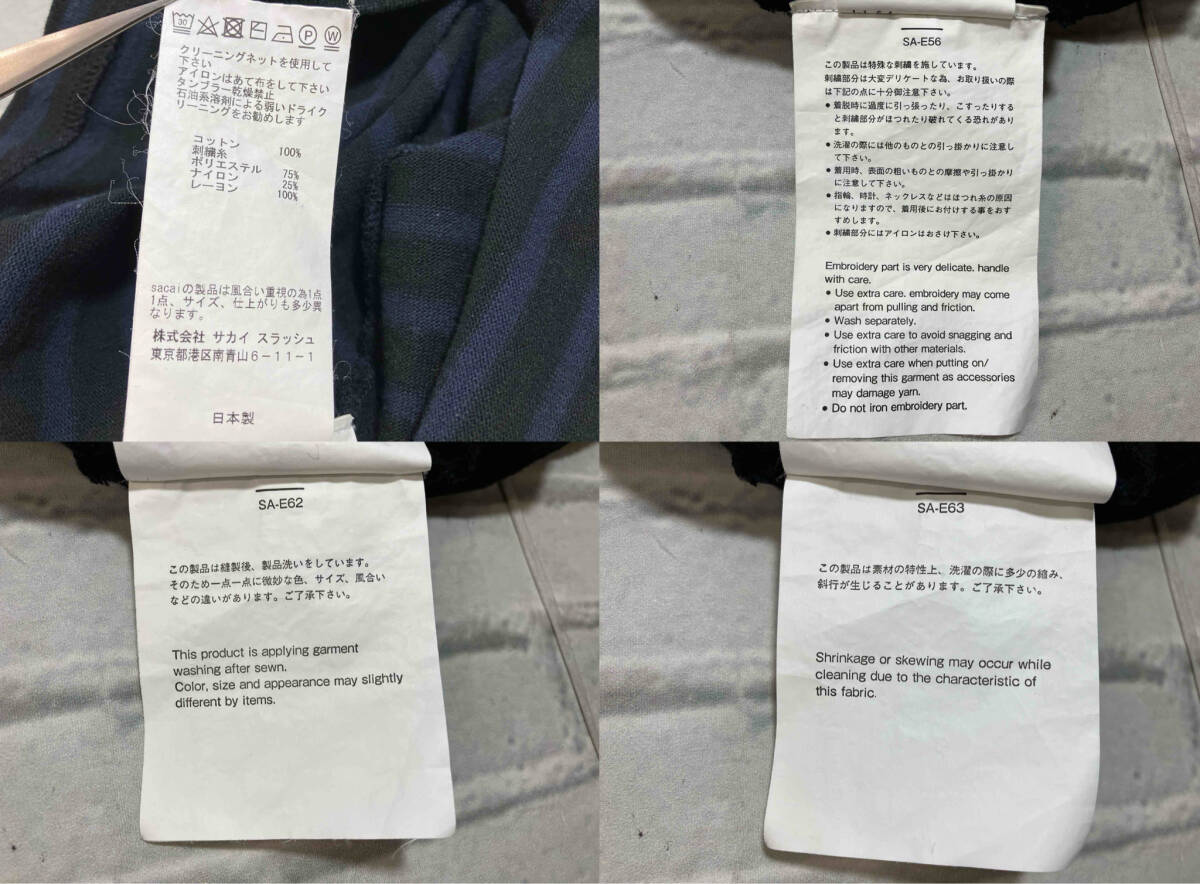 30
P
W
クリーニングネットを使用して
下さい
アイロンはあて布をして下さい
タンブラー乾燥禁止
石油系溶剤による弱いドライク
リーニングをお勧めします
コットン 100%
刺繍糸
ポリエステル 75%
ナイロン 25%
レーヨン 100%
sacaiの製品は風合い重視の為1点
1点、サイズ、仕上がりも多少異
なります。
株式会社 サカイ スラッシュ
東京都港区南青山6-11-1
日本製
SA-E56
この製品は特殊な刺繍を施しています。
刺繍部分は大変デリケートな為、お取り扱いの際
は下記の点に十分御注意下さい。
● 着脱時に過度に引っ張ったり、こすったりする
と刺繍部分がほつれたり破れてくる恐れがあり
ます。
● 洗濯の際には他のものとの引っ掛かりに注意し
て下さい。
● 着用時、表面の粗いものとの摩擦や引っ掛かり
に注意して下さい。
● 指輪、時計、ネックレスなどはほつれ糸の原因
になりますので、着用後にお付けする事をおす
すめします。
● 刺繍部分にはアイロンはおさけ下さい。
Embroidery part is very delicate. handle
with care.
● Use extra care. embroidery may come
apart from pulling and friction.
● Wash separately.
● Use extra care to avoid snagging and
friction with other materials.
● Use extra care when putting on/
removing this garment as accessories
may damage yarn.
● Do not iron embroidery part.
SA-E62
この製品は縫製後、製品洗いをしています。
そのため一点一点に微妙な色、サイズ、風合い
などの違いがあります。ご了承下さい。
This product is applying garment
washing after sewn.
Color, size and appearance may slightly
different by items.
SA-E63
この製品は素材の特性上、洗濯の際に多少の縮み、
斜行が生じることがあります。ご了承下さい。
Shrinkage or skewing may occur while
cleaning due to the characteristic of
this fabric.